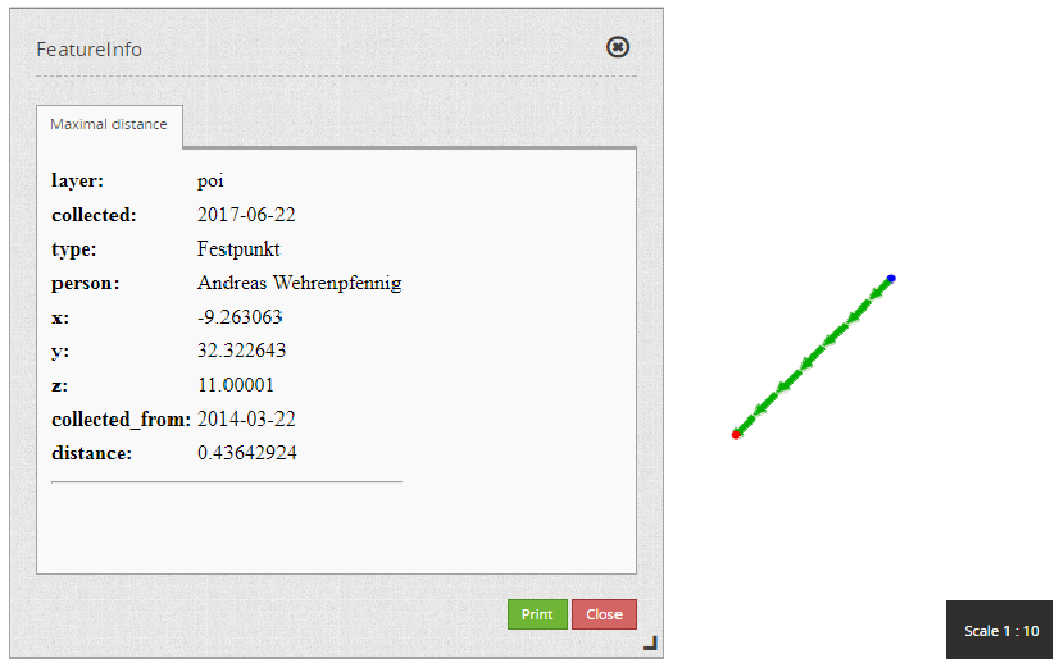 FeatureInfo
Maximal distance
layer: poi
collected: 2017-06-22
type: Festpunkt
person: Andreas Wehrenpfennig
x: -9.263063
y: 32.322643
z: 11.00001
collected_from: 2014-03-22
distance: 0.43642924
Print Close
Scale 1 : 10